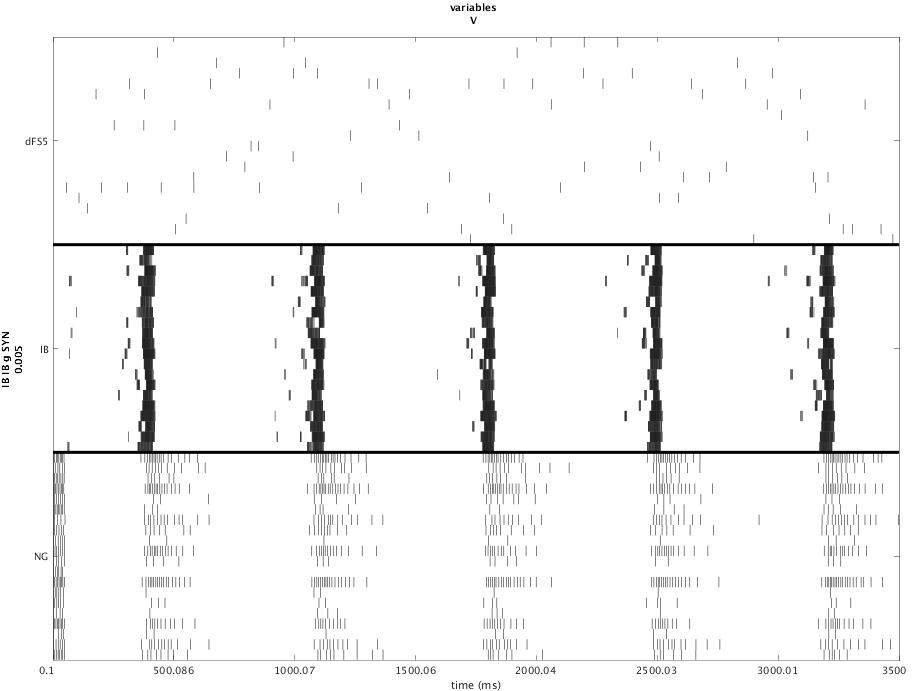 variables
V
dFS5
IB
NG
IB IB g SYN
0.005
0.1 500.086 1000.07 1500.06 2000.04 2500.03 3000.01 3500
time (ms)